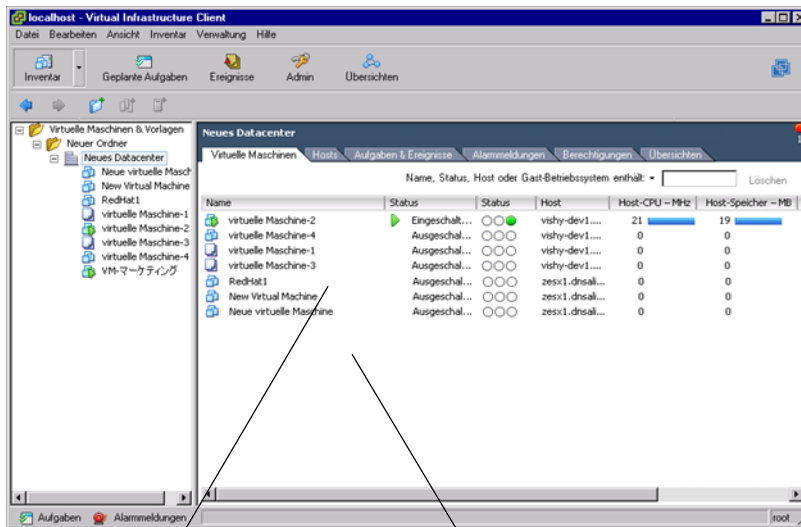 localhost - Virtual Infrastructure Client
Datei Bearbeiten Ansicht Inventar Verwaltung Hilfe
Inventar Geplante Aufgaben Ereignisse Admin Übersichten
Virtuelle Maschinen & Vorlagen
Neuer Ordner
Neues Datacenter
Neue virtuelle Masch
New Virtual Machine
RedHat1
virtuelle Maschine-1
virtuelle Maschine-2
virtuelle Maschine-3
virtuelle Maschine-4
VM-マーケティング
Neues Datacenter
Virtuelle Maschinen Hosts Aufgaben & Ereignisse Alarmmeldungen Berechtigungen Übersichten
Name, Status, Host oder Gast-Betriebssystem enthält: Löschen
Name Status Status Host Host-CPU – MHz Host-Speicher – MB
virtuelle Maschine-2 Eingeschalt... vishy-dev1.... 21 19
virtuelle Maschine-4 Ausgeschal... vishy-dev1.... 0 0
virtuelle Maschine-1 Ausgeschal... vishy-dev1.... 0 0
virtuelle Maschine-3 Ausgeschal... vishy-dev1.... 0 0
RedHat1 Ausgeschal... zesx1.dnsali... 0 0
New Virtual Machine Ausgeschal... zesx1.dnsali... 0 0
Neue virtuelle Maschine Ausgeschal... zesx1.dnsali... 0 0
Aufgaben Alarmmeldungen root